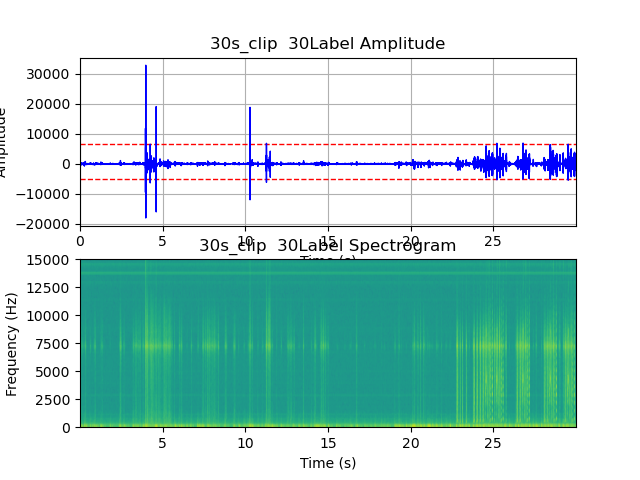 30s_clip  30Label Amplitude
Amplitude
30000
20000
10000
0
−10000
−20000
0 5 10 15 20 25
Time (s)
30s_clip  30Label Spectrogram
Frequency (Hz)
15000
12500
10000
7500
5000
2500
0
5 10 15 20 25
Time (s)